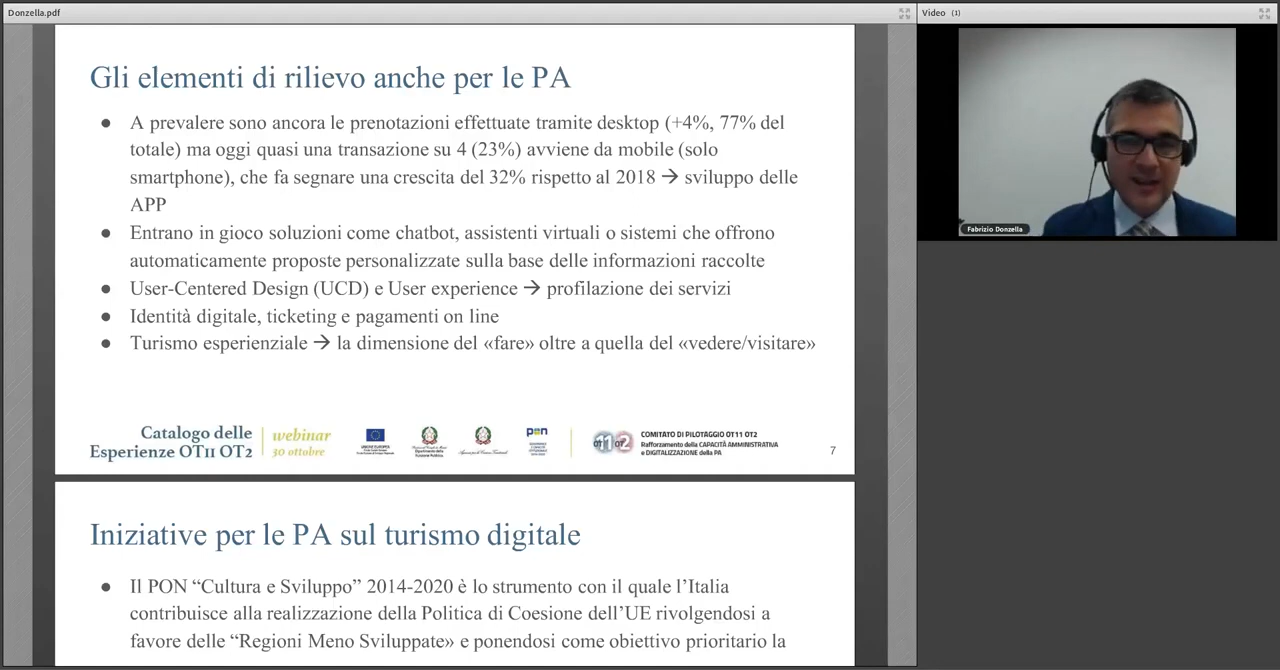 Donzella.pdf
Video (1)
Gli elementi di rilievo anche per le PA
● A prevalere sono ancora le prenotazioni effettuate tramite desktop (+4%, 77% del
totale) ma oggi quasi una transazione su 4 (23%) avviene da mobile (solo
smartphone), che fa segnare una crescita del 32% rispetto al 2018 → sviluppo delle
APP
● Entrano in gioco soluzioni come chatbot, assistenti virtuali o sistemi che offrono
automaticamente proposte personalizzate sulla base delle informazioni raccolte
● User-Centered Design (UCD) e User experience → profilazione dei servizi
● Identità digitale, ticketing e pagamenti on line
● Turismo esperienziale → la dimensione del «fare» oltre a quella del «vedere/visitare»
Catalogo delle
Esperienze OT11 OT2
webinar
30 ottobre
UNIONE EUROPEA
pon
OT11 OT2
COMITATO DI PILOTAGGIO OT11 OT2
Rafforzamento della CAPACITÀ AMMINISTRATIVA
e DIGITALIZZAZIONE della PA
7
Fabrizio Donzella
Iniziative per le PA sul turismo digitale
● Il PON “Cultura e Sviluppo” 2014-2020 è lo strumento con il quale l’Italia
contribuisce alla realizzazione della Politica di Coesione dell’UE rivolgendosi a
favore delle “Regioni Meno Sviluppate» e ponendosi come obiettivo prioritario la